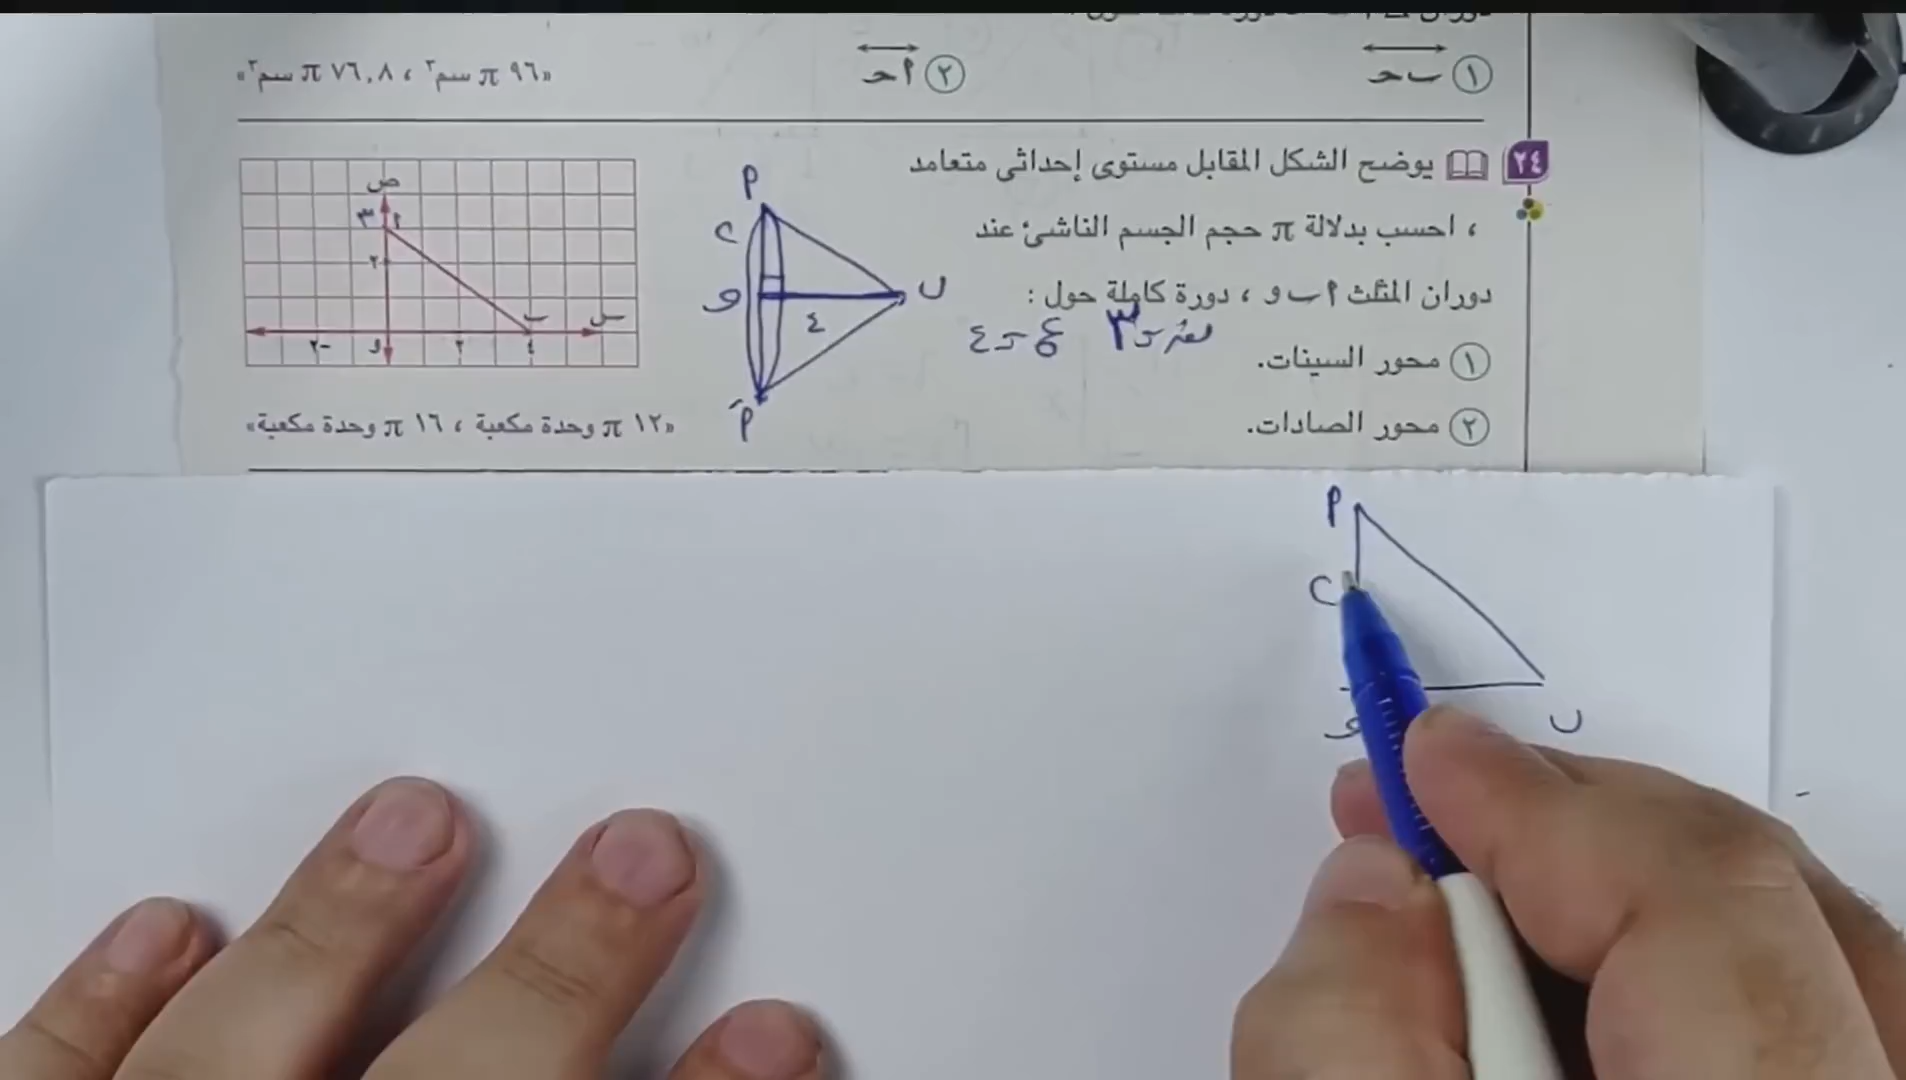 ① ب ح ② أ ح «٩٦ π سم٣ ، ٧٦,٨ π سم٣»
٢٤ يوضح الشكل المقابل مستوى إحداثى متعامد
، احسب بدلالة π حجم الجسم الناشئ عند
دوران المثلث أ ب و ، دورة كاملة حول :
نق = ٣ ع = ٤
① محور السينات.
② محور الصادات.
«١٢ π وحدة مكعبة ، ١٦ π وحدة مكعبة»
ص
٣ أ
٢
ب س
-٢ و ٢ ٤
أ
و ٤ ب
أَ
أ
و ب